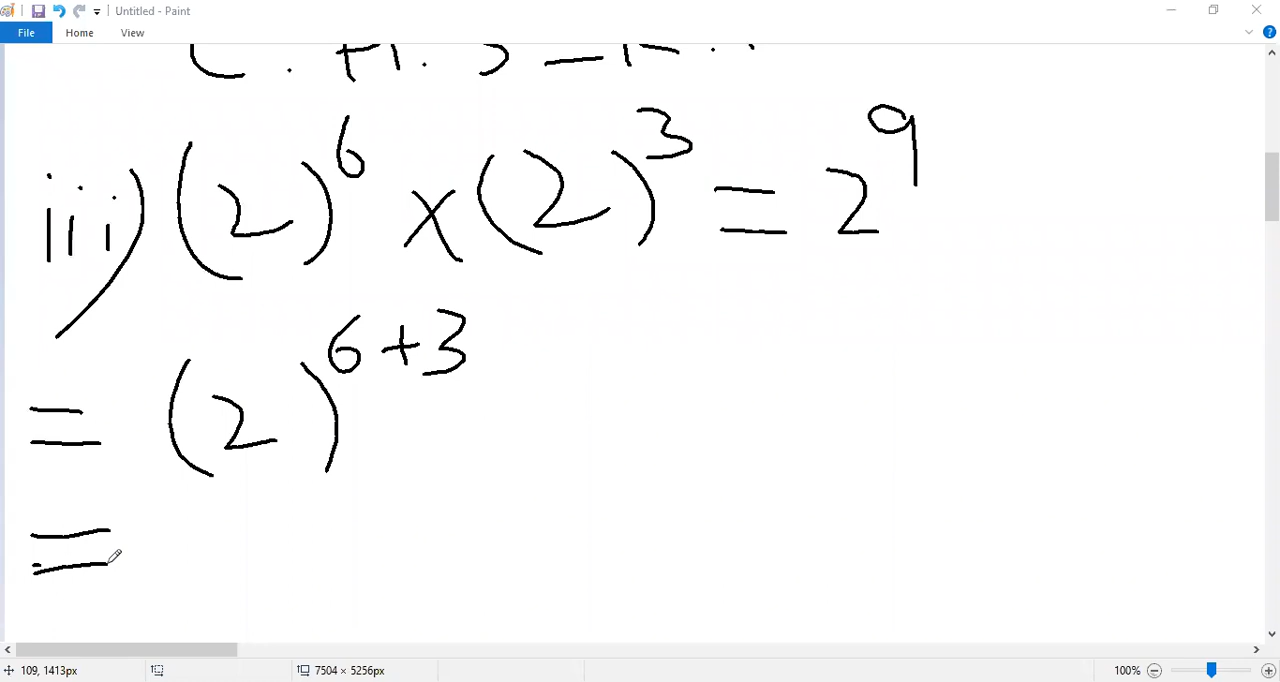 Untitled - Paint
File Home View
L.H.S = R.H.
iii) (2)⁶ × (2)³ = 2⁹
= (2)⁶⁺³
=
109, 1413px 7504 × 5256px 100%